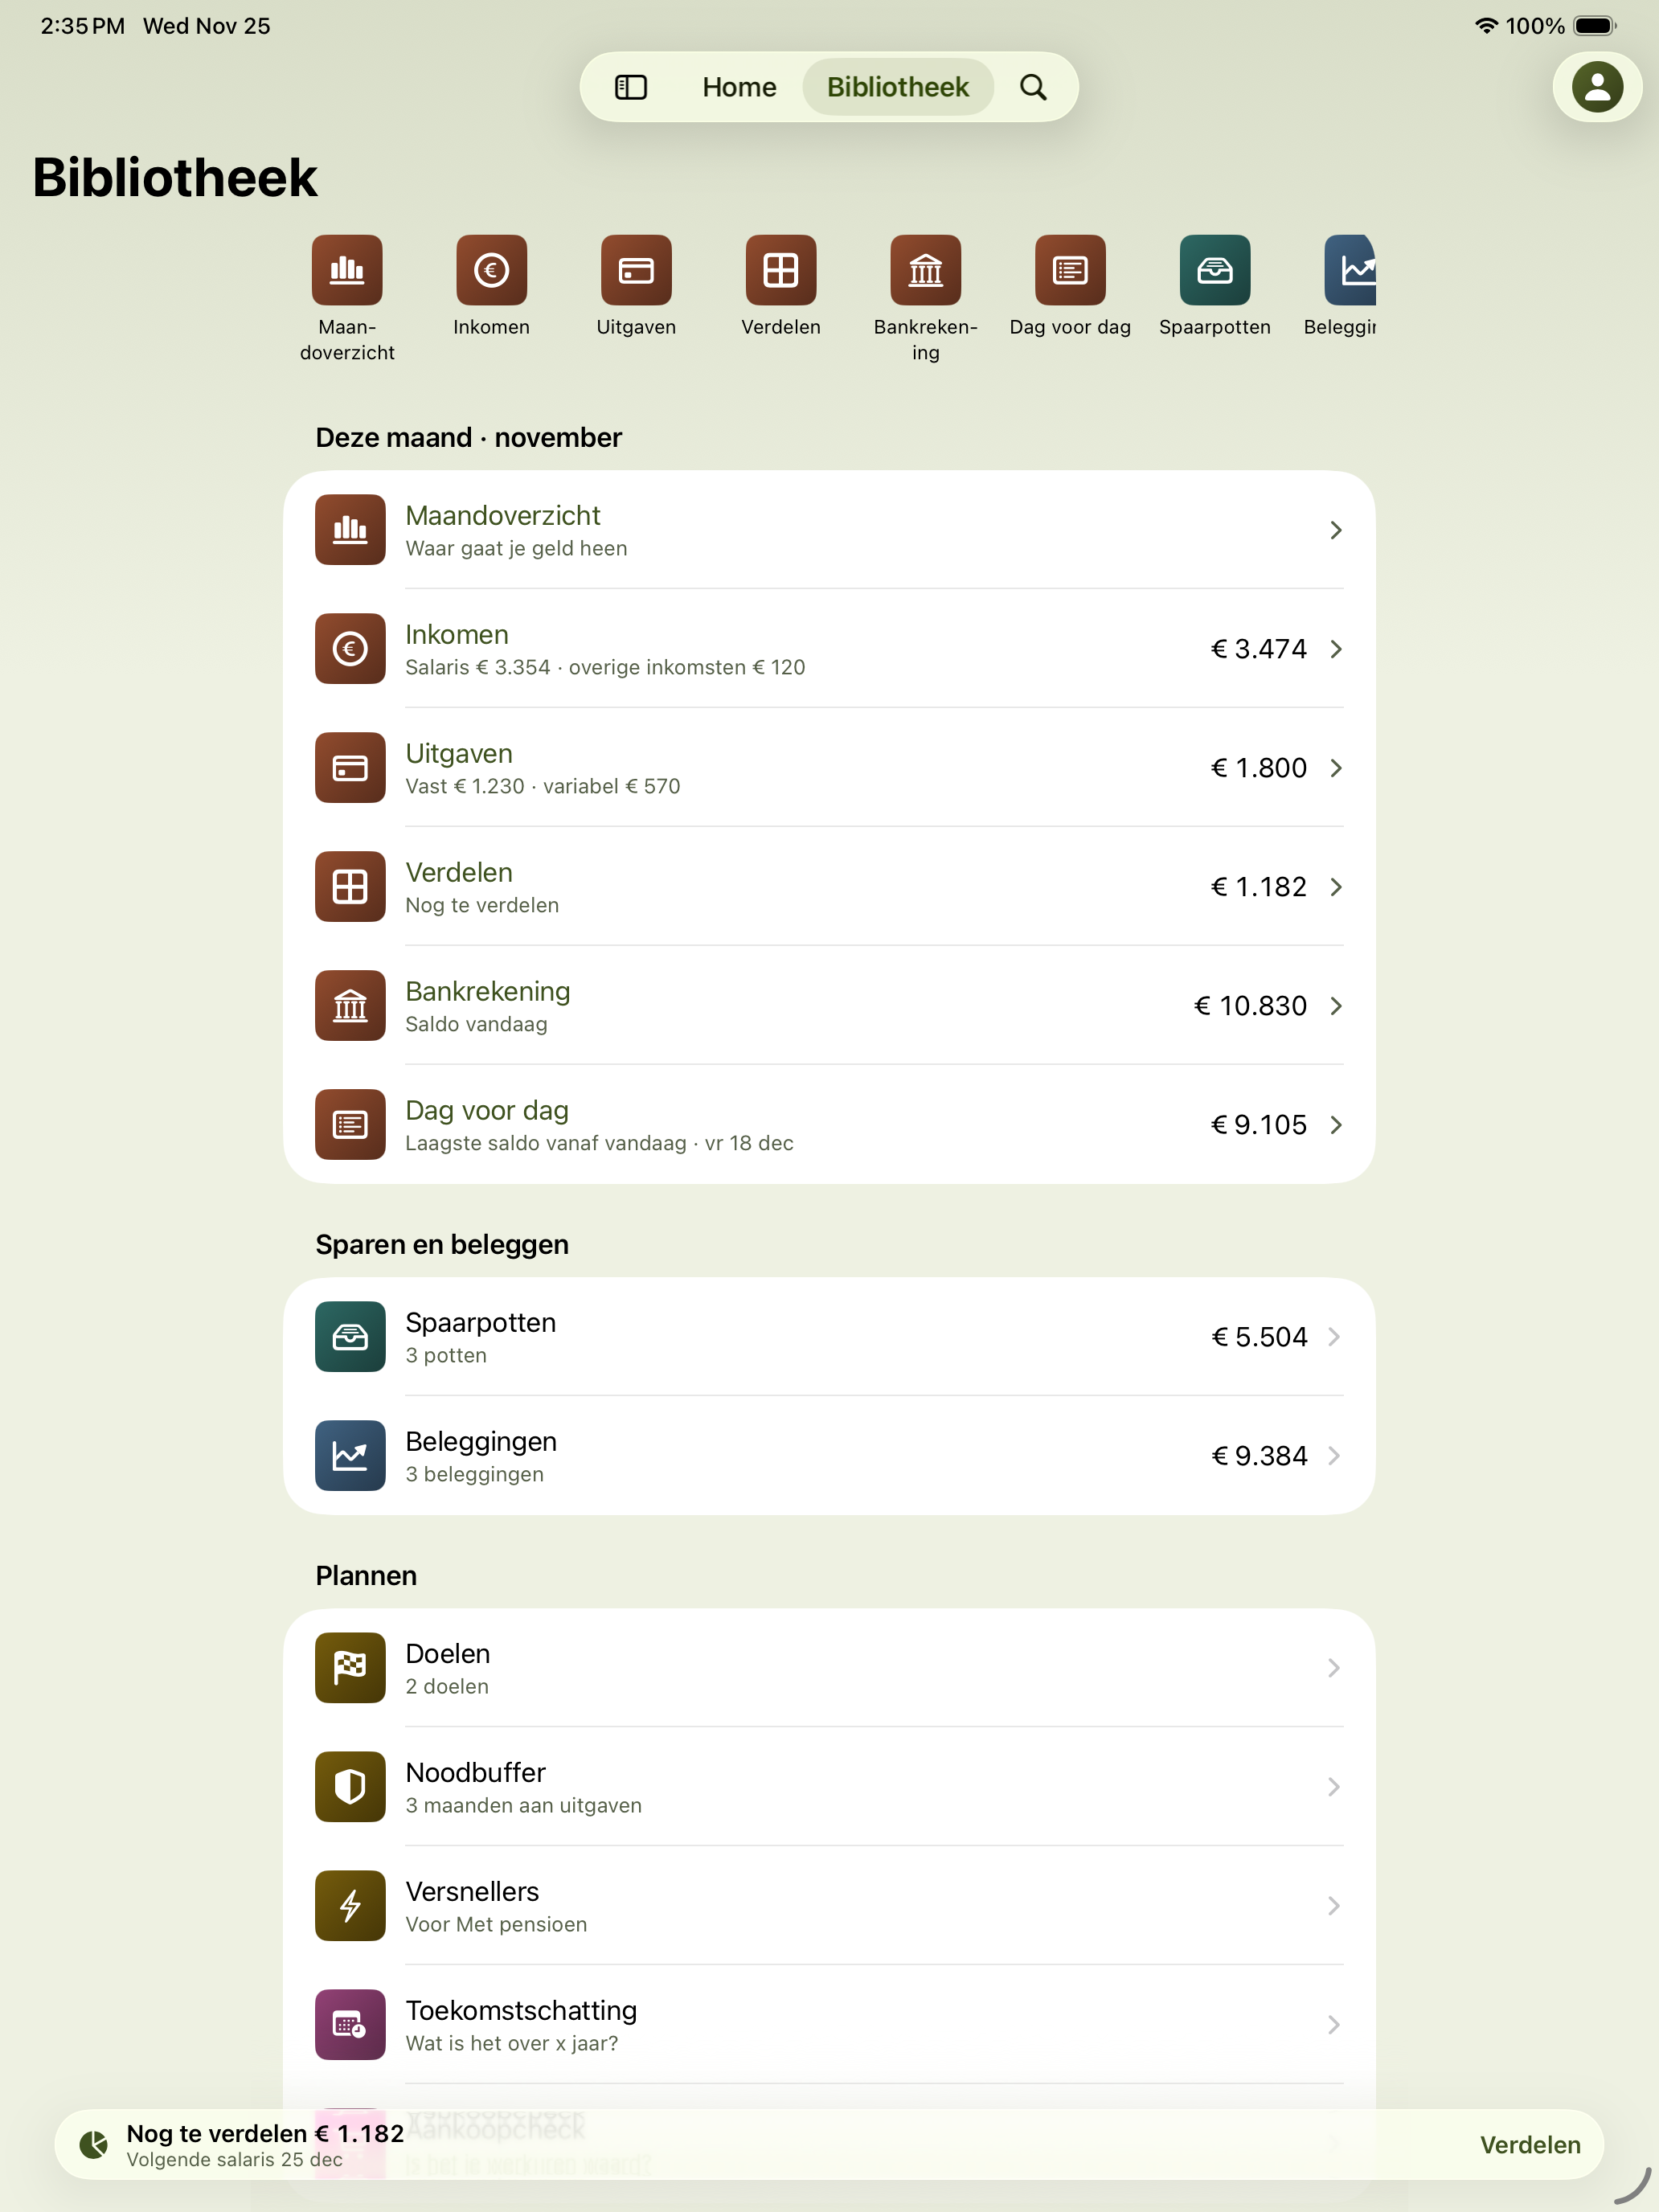 2:35 PM Wed Nov 25
100%
Home
Bibliotheek
Bibliotheek
Maan-
doverzicht
Inkomen
Uitgaven
Verdelen
Bankreken-
ing
Dag voor dag
Spaarpotten
Beleggin
Deze maand · november
Maandoverzicht
Waar gaat je geld heen
Inkomen
Salaris € 3.354 · overige inkomsten € 120
€ 3.474
Uitgaven
Vast € 1.230 · variabel € 570
€ 1.800
Verdelen
Nog te verdelen
€ 1.182
Bankrekening
Saldo vandaag
€ 10.830
Dag voor dag
Laagste saldo vanaf vandaag · vr 18 dec
€ 9.105
Sparen en beleggen
Spaarpotten
3 potten
€ 5.504
Beleggingen
3 beleggingen
€ 9.384
Plannen
Doelen
2 doelen
Noodbuffer
3 maanden aan uitgaven
Versnellers
Voor Met pensioen
Toekomstschatting
Wat is het over x jaar?
Aankoopcheck
Nog te verdelen € 1.182
Volgende salaris 25 dec
Verdelen